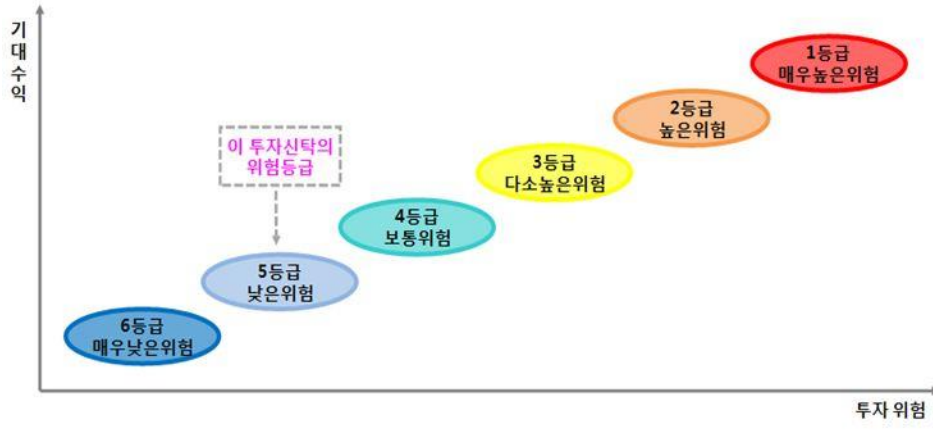 기
대
수
익
1등급
매우높은위험
2등급
높은위험
이 투자신탁의
위험등급
3등급
다소높은위험
4등급
보통위험
5등급
낮은위험
6등급
매우낮은위험
투자 위험